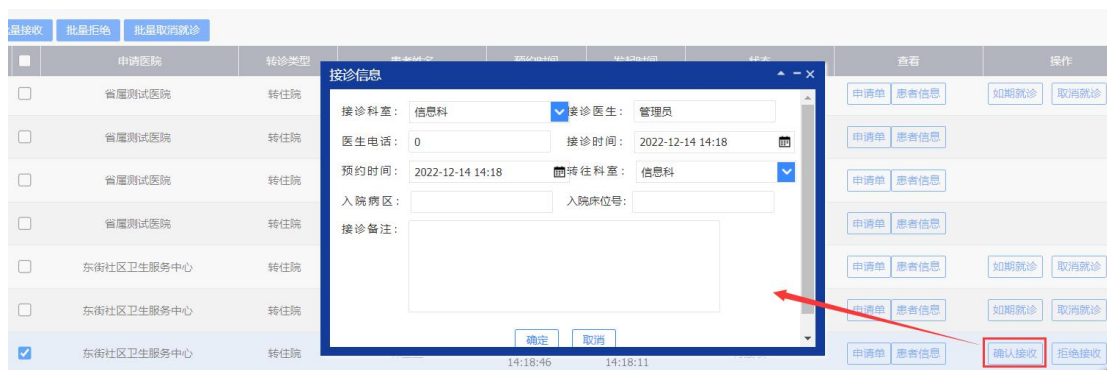 量接收 批量拒绝 批量取消就诊
申请医院 转诊类型 患者姓名 预约时间 发起时间 状态 查看 操作
接诊信息
省属测试医院 转住院 申请单 患者信息 如期就诊 取消就诊
接诊科室： 信息科 接诊医生： 管理员
省属测试医院 转住院 申请单 患者信息
医生电话： 0 接诊时间： 2022-12-14 14:18
预约时间： 2022-12-14 14:18 转往科室： 信息科
省属测试医院 转住院 申请单 患者信息
入院病区： 入院床位号：
省属测试医院 转住院 申请单 患者信息
接诊备注：
东街社区卫生服务中心 转住院 申请单 患者信息 如期就诊 取消就诊
东街社区卫生服务中心 转住院 申请单 患者信息 如期就诊 取消就诊
确定 取消
东街社区卫生服务中心 转住院 申请单 患者信息 确认接收 拒绝接收
14:18:46 14:18:11